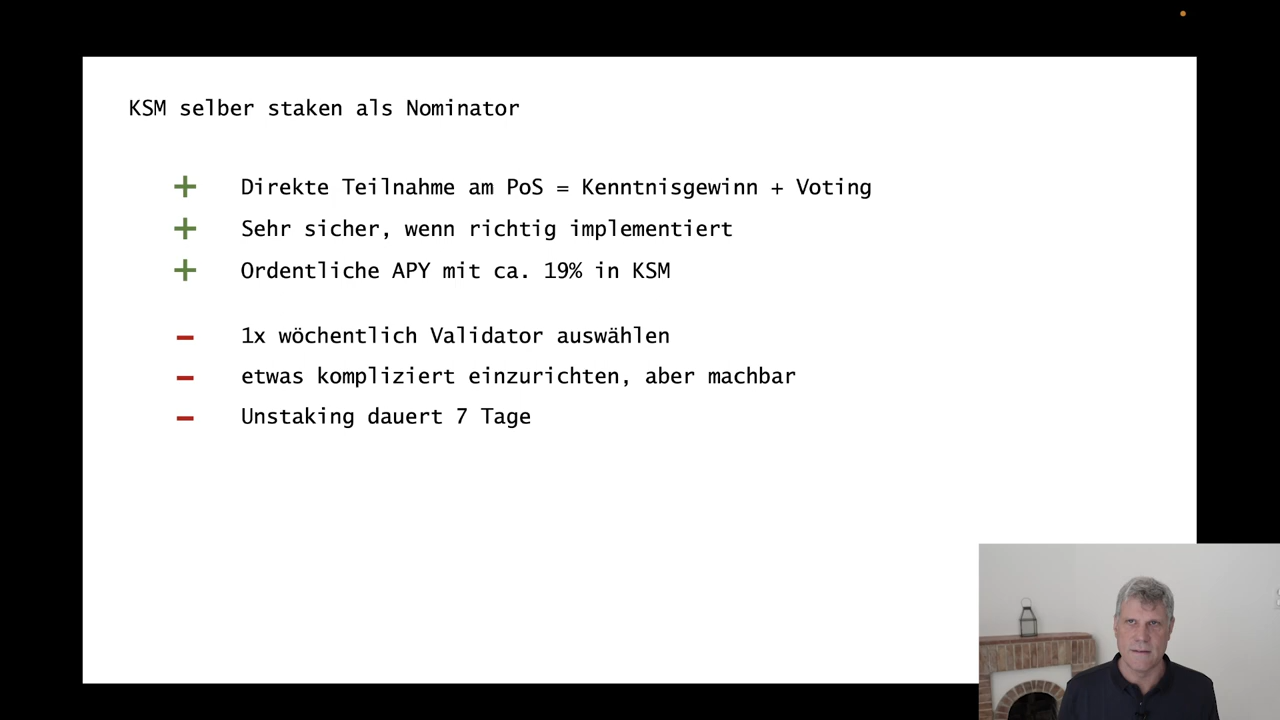 KSM selber staken als Nominator
+ Direkte Teilnahme am PoS = Kenntnisgewinn + Voting
+ Sehr sicher, wenn richtig implementiert
+ Ordentliche APY mit ca. 19% in KSM
- 1x wöchentlich Validator auswählen
- etwas kompliziert einzurichten, aber machbar
- Unstaking dauert 7 Tage